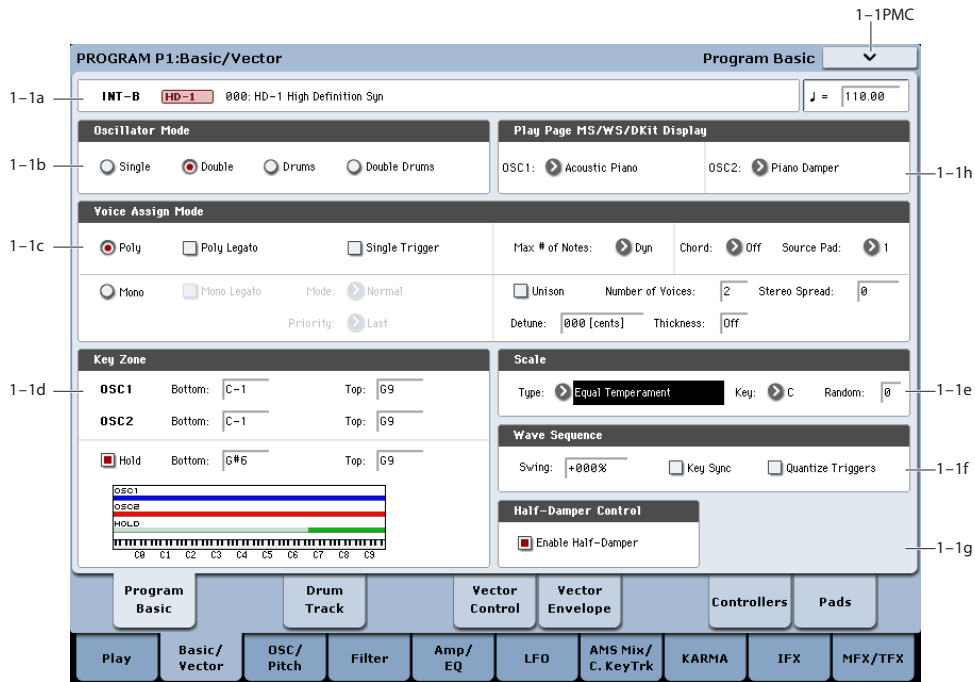 1–1PMC
PROGRAM P1:Basic/Vector Program Basic
1–1a INT-B HD-1 000: HD-1 High Definition Syn ♩ = 110.00
Oscillator Mode Play Page MS/WS/DKit Display
1–1b Single Double Drums Double Drums OSC1: Acoustic Piano OSC2: Piano Damper 1–1h
Voice Assign Mode
1–1c Poly Poly Legato Single Trigger Max # of Notes: Dyn Chord: Off Source Pad: 1
Mono Mono Legato Mode: Normal Unison Number of Voices: 2 Stereo Spread: 0
Priority: Last Detune: 000 [cents] Thickness: Off
Key Zone Scale
1–1d OSC1 Bottom: C-1 Top: G9 Type: Equal Temperament Key: C Random: 0 1–1e
OSC2 Bottom: C-1 Top: G9
Wave Sequence
Hold Bottom: G#6 Top: G9 Swing: +000% Key Sync Quantize Triggers 1–1f
OSC1
OSC2 Half-Damper Control
HOLD
Enable Half-Damper 1–1g
C0 C1 C2 C3 C4 C5 C6 C7 C8 C9
Program Basic Drum Track Vector Control Vector Envelope Controllers Pads
Play Basic/ Vector OSC/ Pitch Filter Amp/ EQ LFO AMS Mix/ C. KeyTrk KARMA IFX MFX/TFX